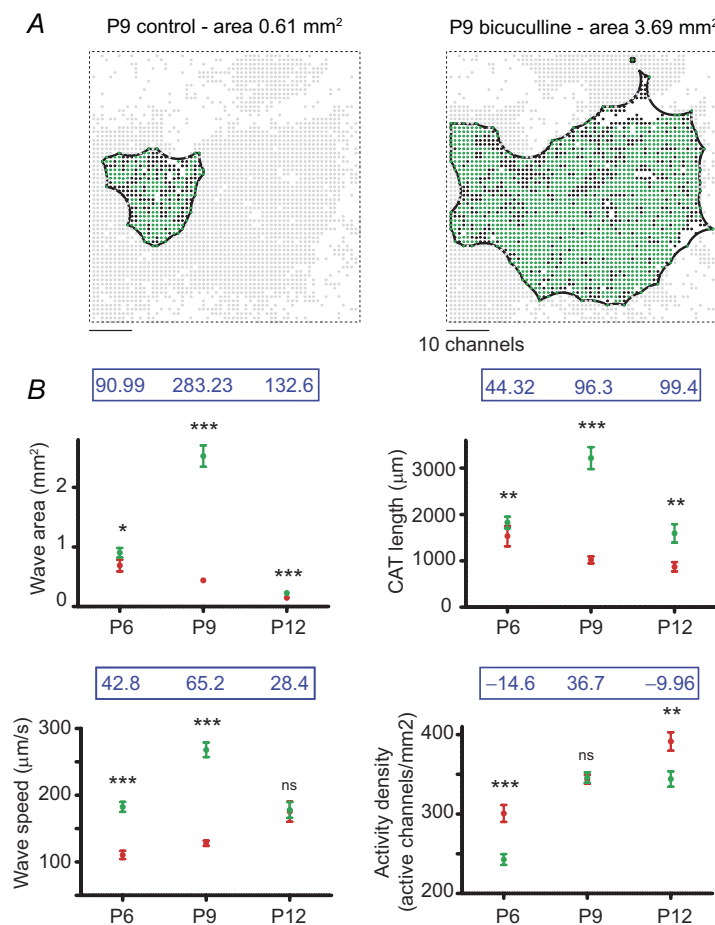 A
P9 control - area 0.61 mm²
P9 bicuculline - area 3.69 mm²
10 channels
B
90.99 283.23 132.6
Wave area (mm²)
2
1
0
*
***
***
P6 P9 P12
44.32 96.3 99.4
CAT length (μm)
3000
2000
1000
0
**
***
**
P6 P9 P12
42.8 65.2 28.4
Wave speed (μm/s)
300
200
100
***
***
ns
P6 P9 P12
–14.6 36.7 –9.96
Activity density
(active channels/mm2)
400
300
200
***
ns
**
P6 P9 P12